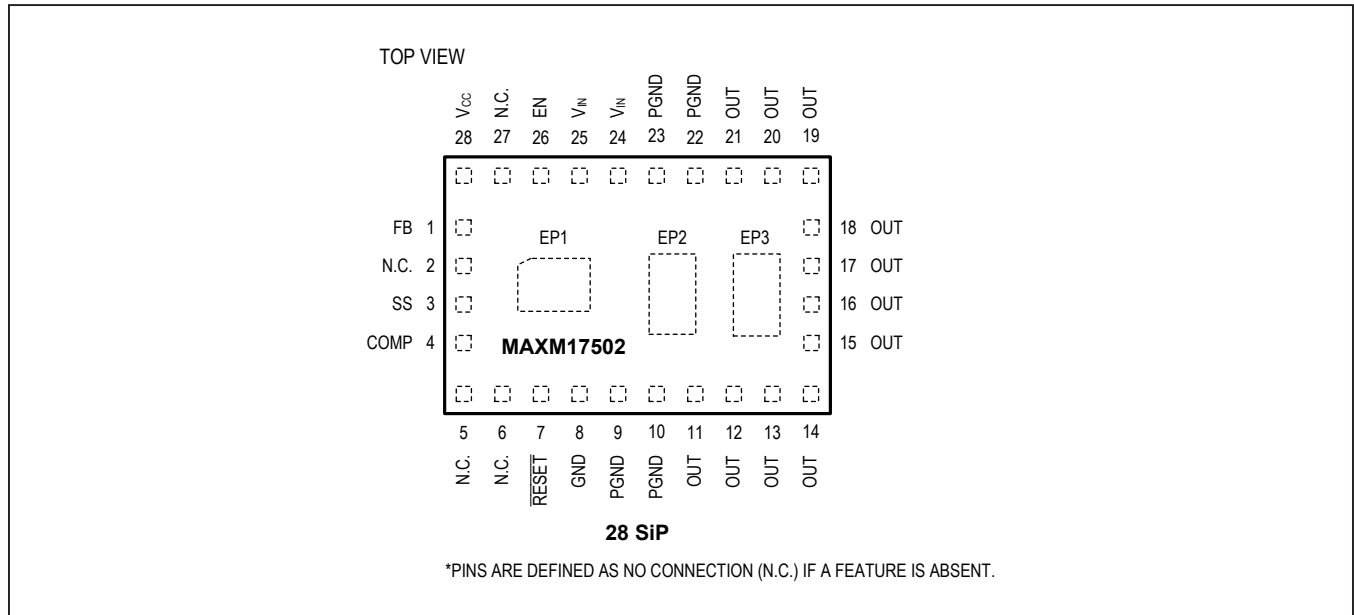 TOP VIEW
VCC N.C. EN VIN VIN PGND PGND OUT OUT OUT
28 27 26 25 24 23 22 21 20 19
FB 1
18 OUT
EP1 EP2 EP3
N.C. 2
17 OUT
SS 3
16 OUT
COMP 4
MAXM17502
15 OUT
5 6 7 8 9 10 11 12 13 14
N.C. N.C. RESET GND PGND PGND OUT OUT OUT OUT
28 SiP
*PINS ARE DEFINED AS NO CONNECTION (N.C.) IF A FEATURE IS ABSENT.